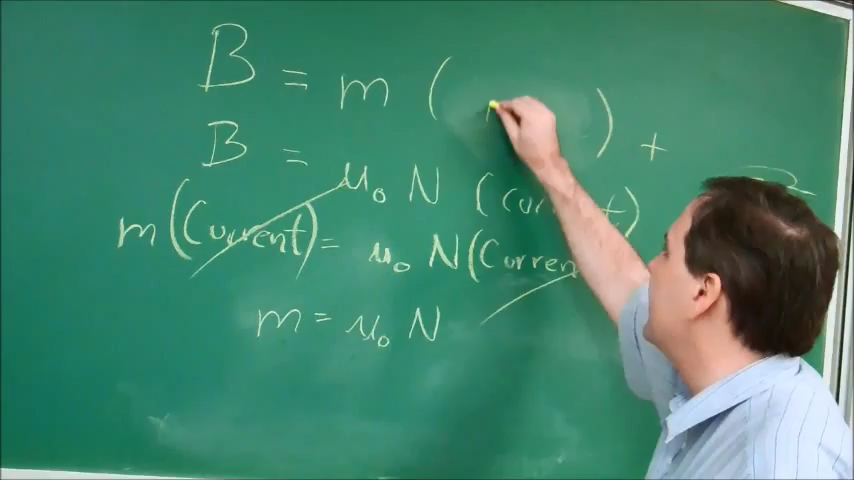 B = m ( ) +
B = μ₀ N (Current)
m (Current) = μ₀ N (Current
m = μ₀ N